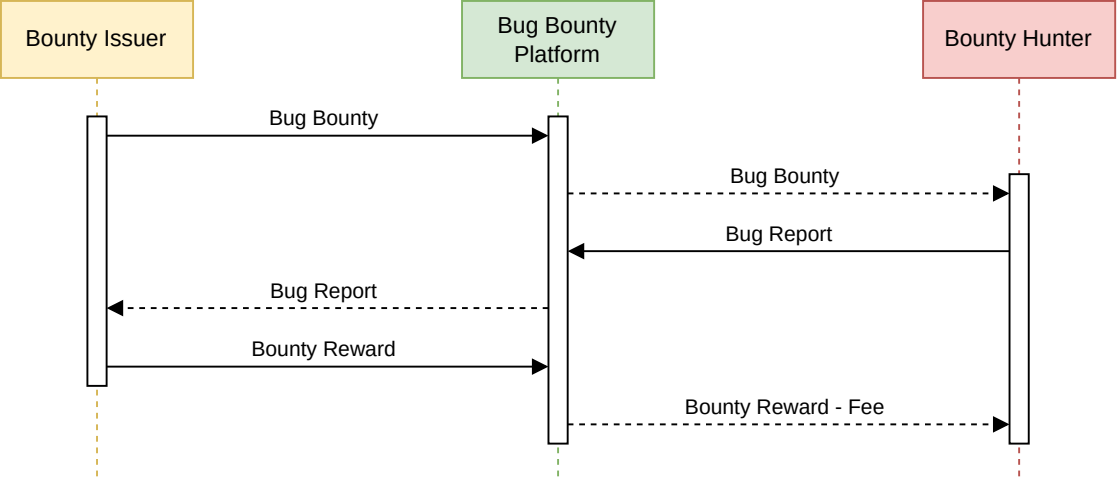 Bounty Issuer
Bug Bounty
Platform
Bounty Hunter
Bug Bounty
Bug Bounty
Bug Report
Bug Report
Bounty Reward
Bounty Reward - Fee